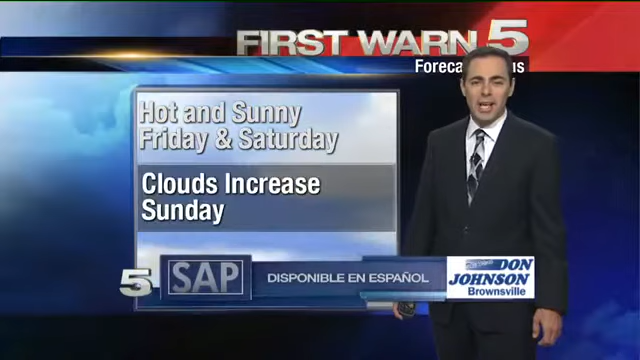 FIRST WARN 5
Hot and Sunny
Friday & Saturday
Clouds Increase
Sunday
5 SAP DISPONIBLE EN ESPAÑOL
DON
JOHNSON
Brownsville